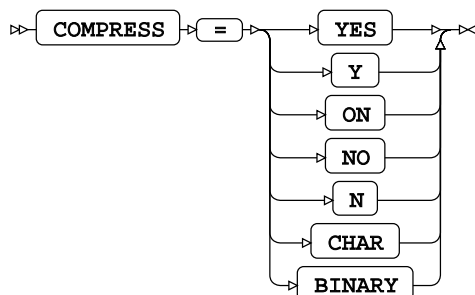 COMPRESS = YES
Y
ON
NO
N
CHAR
BINARY